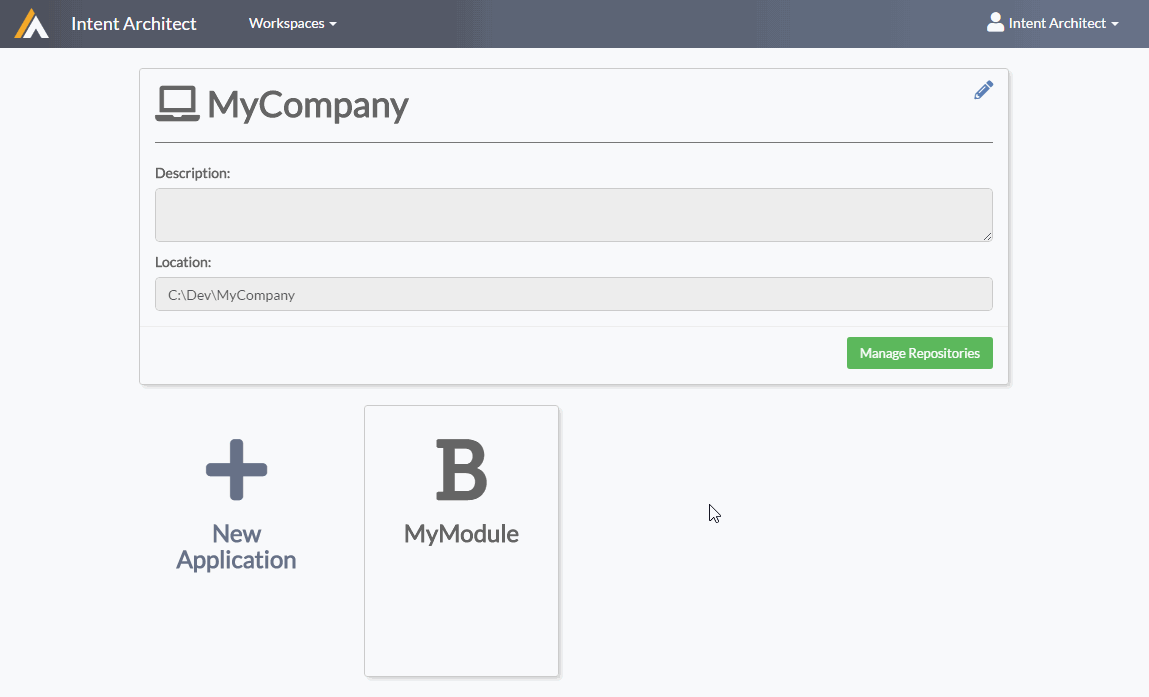 Intent Architect
Workspaces
Intent Architect
MyCompany
Description:
Location:
C:\Dev\MyCompany
Manage Repositories
New
Application
B
MyModule